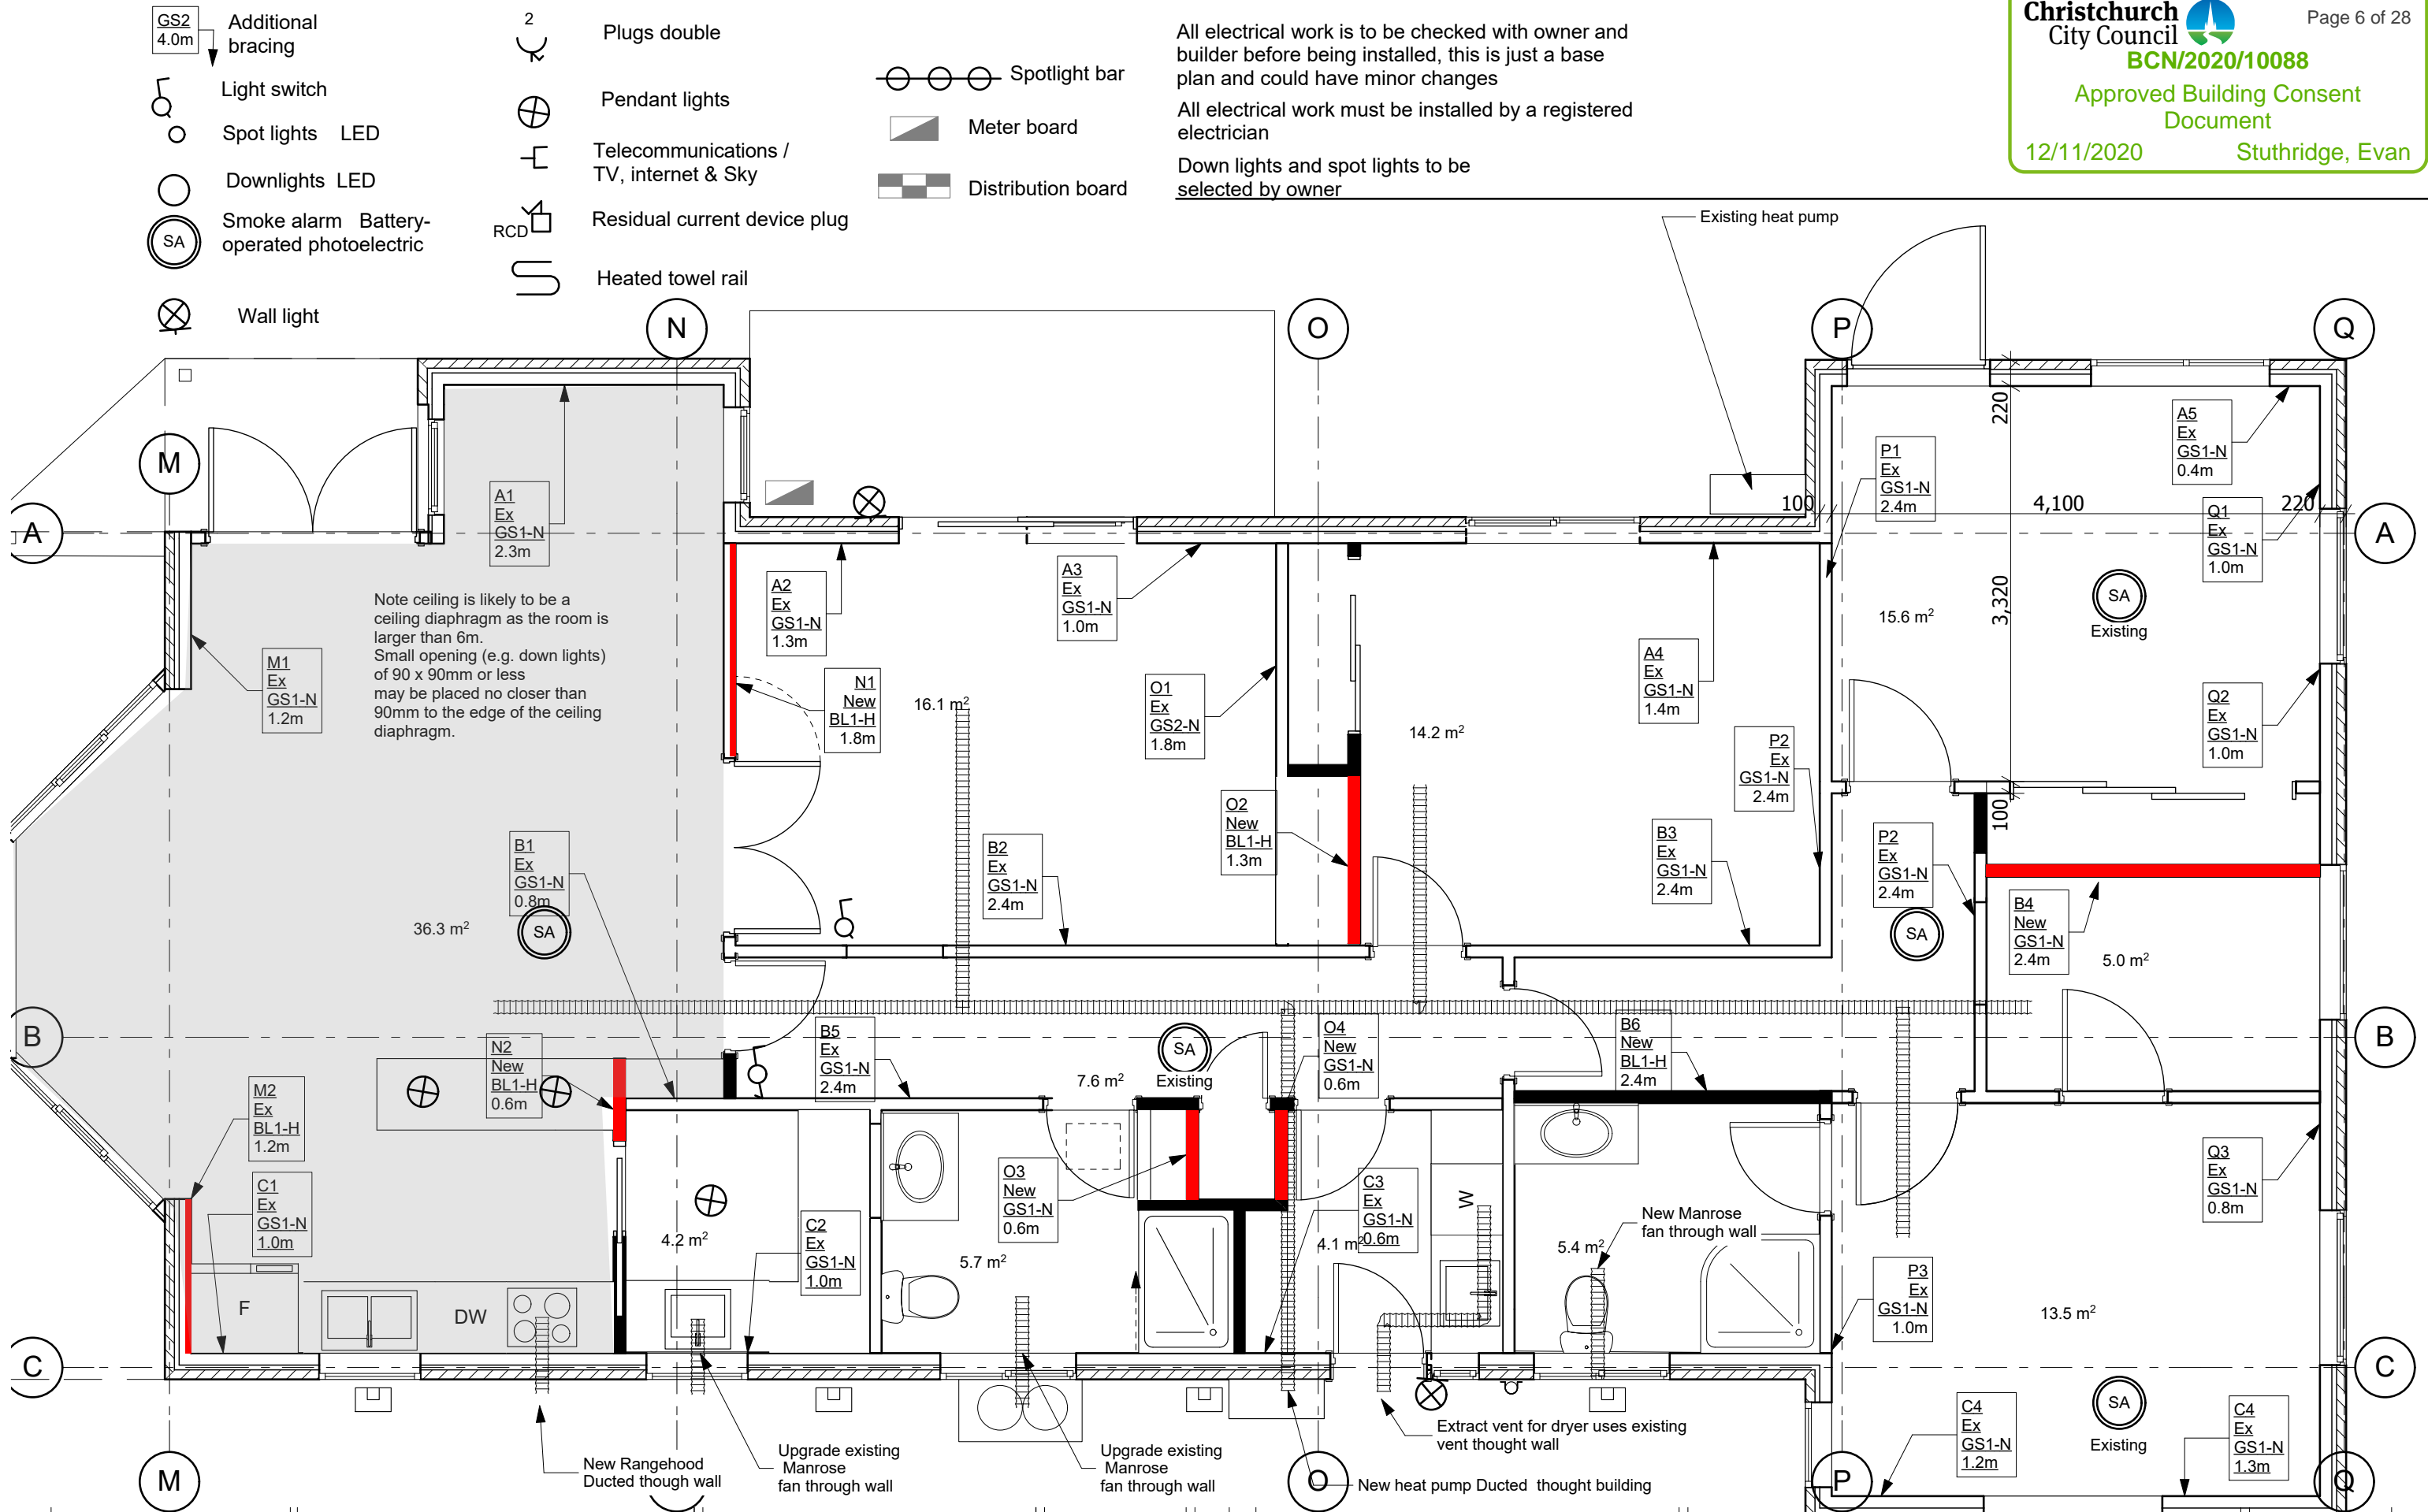 GS2
4.0m
Additional
bracing
Light switch
Spot lights LED
Downlights LED
SA
Smoke alarm Battery-
operated photoelectric
Wall light
2
Plugs double
Pendant lights
Telecommunications /
TV, internet & Sky
RCD
Residual current device plug
Heated towel rail
Spotlight bar
Meter board
Distribution board
All electrical work is to be checked with owner and
builder before being installed, this is just a base
plan and could have minor changes
All electrical work must be installed by a registered
electrician
Down lights and spot lights to be
selected by owner
Christchurch
City Council
Page 6 of 28
BCN/2020/10088
Approved Building Consent
Document
12/11/2020 Stuthridge, Evan
Existing heat pump
N
O
P
Q
M
A
A
A1
Ex
GS1-N
2.3m
Note ceiling is likely to be a
ceiling diaphragm as the room is
larger than 6m.
Small opening (e.g. down lights)
of 90 x 90mm or less
may be placed no closer than
90mm to the edge of the ceiling
diaphragm.
M1
Ex
GS1-N
1.2m
A2
Ex
GS1-N
1.3m
N1
New
BL1-H
1.8m
16.1 m²
A3
Ex
GS1-N
1.0m
O1
Ex
GS2-N
1.8m
14.2 m²
A4
Ex
GS1-N
1.4m
P1
Ex
GS1-N
2.4m
100
4,100
220
220
3,320
100
A5
Ex
GS1-N
0.4m
Q1
Ex
GS1-N
1.0m
15.6 m²
SA
Existing
Q2
Ex
GS1-N
1.0m
P2
Ex
GS1-N
2.4m
B1
Ex
GS1-N
0.8m
SA
36.3 m²
B2
Ex
GS1-N
2.4m
O2
New
BL1-H
1.3m
B3
Ex
GS1-N
2.4m
P2
Ex
GS1-N
2.4m
SA
B4
New
GS1-N
2.4m
5.0 m²
B
B
N2
New
BL1-H
0.6m
B5
Ex
GS1-N
2.4m
7.6 m²
SA
Existing
O4
New
GS1-N
0.6m
B6
New
BL1-H
2.4m
M2
Ex
BL1-H
1.2m
C1
Ex
GS1-N
1.0m
F
DW
4.2 m²
C2
Ex
GS1-N
1.0m
5.7 m²
O3
New
GS1-N
0.6m
C3
Ex
GS1-N
0.6m
4.1 m²
W
5.4 m²
New Manrose
fan through wall
P3
Ex
GS1-N
1.0m
13.5 m²
Q3
Ex
GS1-N
0.8m
C
C
SA
Existing
C4
Ex
GS1-N
1.2m
C4
Ex
GS1-N
1.3m
New Rangehood
Ducted though wall
Upgrade existing
Manrose
fan through wall
Upgrade existing
Manrose
fan through wall
Extract vent for dryer uses existing
vent thought wall
New heat pump Ducted thought building
M
O
P
Q